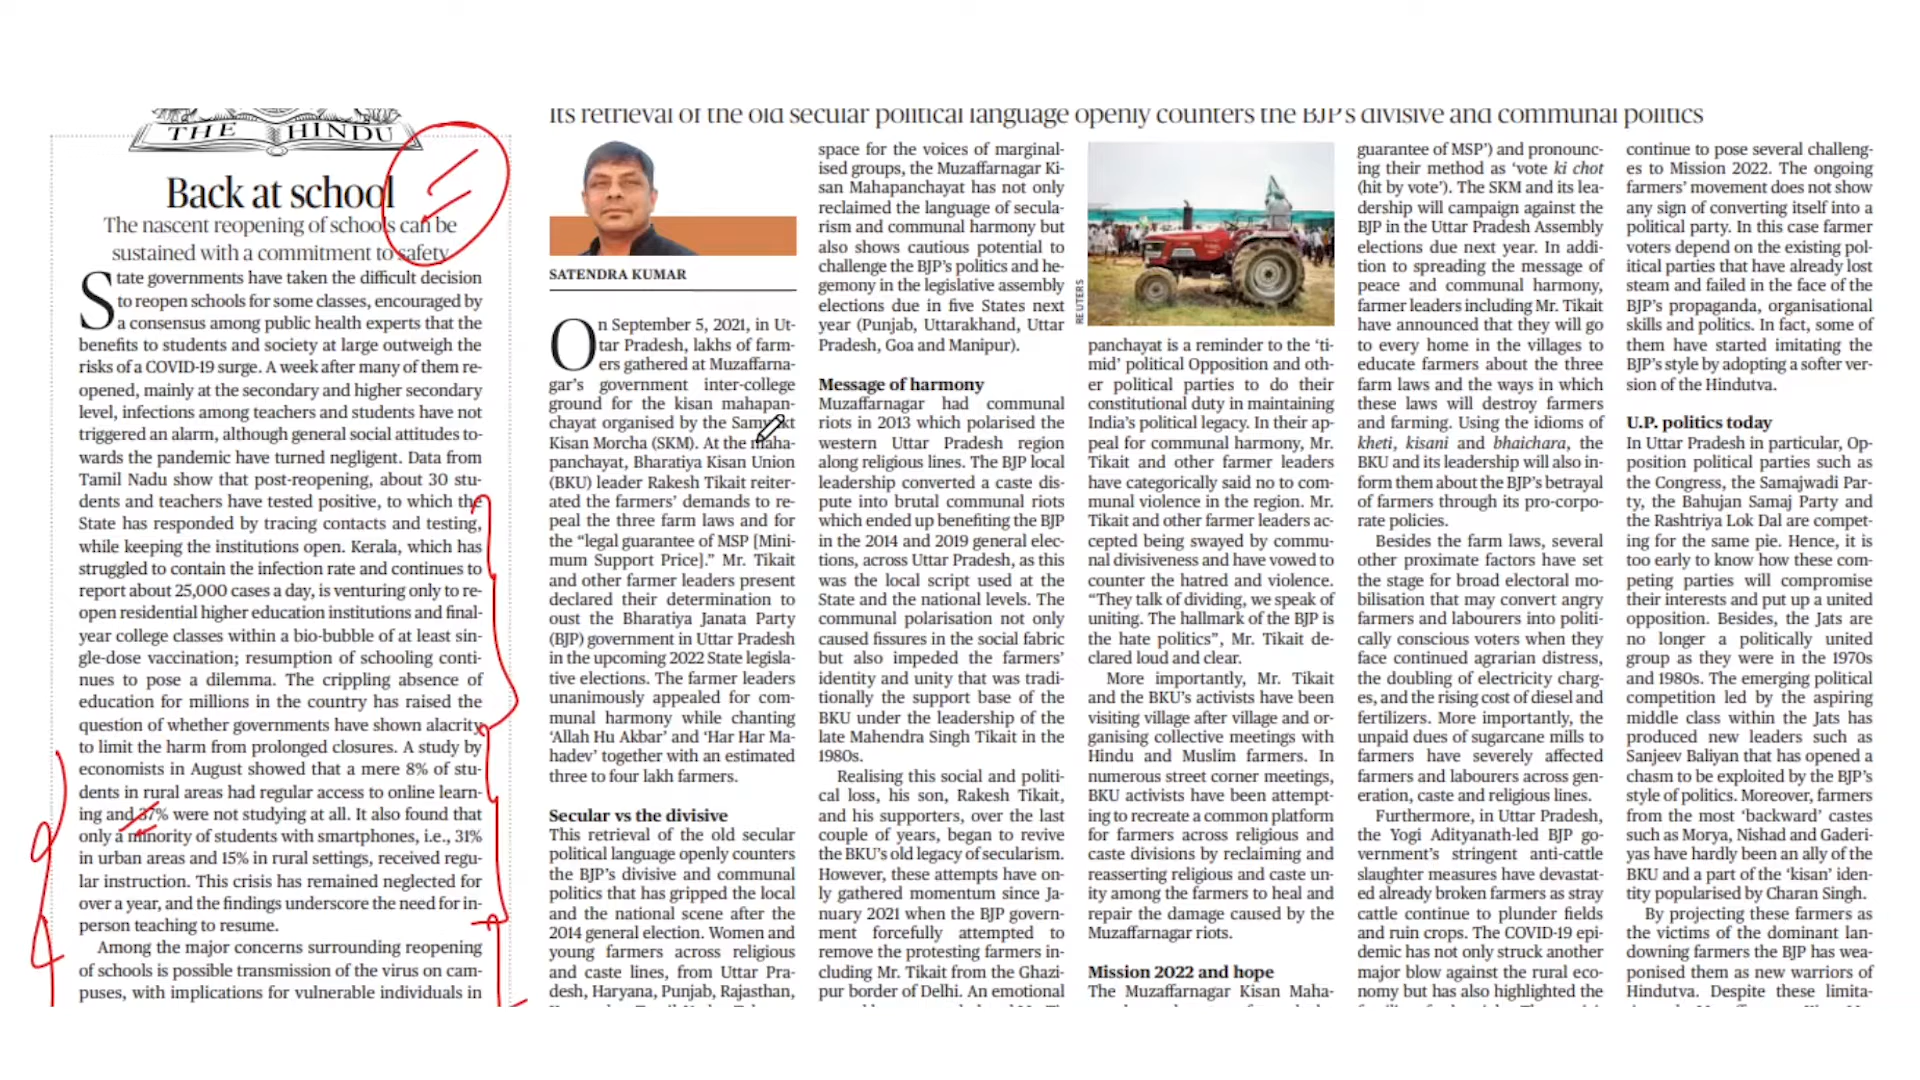 THE HINDU
Back at school
The nascent reopening of schools can be
sustained with a commitment to safety
State governments have taken the difficult decision
to reopen schools for some classes, encouraged by
a consensus among public health experts that the
benefits to students and society at large outweigh the
risks of a COVID-19 surge. A week after many of them re-
opened, mainly at the secondary and higher secondary
level, infections among teachers and students have not
triggered an alarm, although general social attitudes to-
wards the pandemic have turned negligent. Data from
Tamil Nadu show that post-reopening, about 30 stu-
dents and teachers have tested positive, to which the
State has responded by tracing contacts and testing,
while keeping the institutions open. Kerala, which has
struggled to contain the infection rate and continues to
report about 25,000 cases a day, is venturing only to re-
open residential higher education institutions and final-
year college classes within a bio-bubble of at least sin-
gle-dose vaccination; resumption of schooling conti-
nues to pose a dilemma. The crippling absence of
education for millions in the country has raised the
question of whether governments have shown alacrity
to limit the harm from prolonged closures. A study by
economists in August showed that a mere 8% of stu-
dents in rural areas had regular access to online learn-
ing and 37% were not studying at all. It also found that
only a minority of students with smartphones, i.e., 31%
in urban areas and 15% in rural settings, received regu-
lar instruction. This crisis has remained neglected for
over a year, and the findings underscore the need for in-
person teaching to resume.
Among the major concerns surrounding reopening
of schools is possible transmission of the virus on cam-
puses, with implications for vulnerable individuals in
Its retrieval of the old secular political language openly counters the BJP's divisive and communal politics
SATENDRA KUMAR
On September 5, 2021, in Ut-
tar Pradesh, lakhs of farm-
ers gathered at Muzaffarna-
gar's government inter-college
ground for the kisan mahapan-
chayat organised by the Samyukt
Kisan Morcha (SKM). At the maha-
panchayat, Bharatiya Kisan Union
(BKU) leader Rakesh Tikait reiter-
ated the farmers' demands to re-
peal the three farm laws and for
the “legal guarantee of MSP [Mini-
mum Support Price].” Mr. Tikait
and other farmer leaders present
declared their determination to
oust the Bharatiya Janata Party
(BJP) government in Uttar Pradesh
in the upcoming 2022 State legisla-
tive elections. The farmer leaders
unanimously appealed for com-
munal harmony while chanting
‘Allah Hu Akbar’ and ‘Har Har Ma-
hadev’ together with an estimated
three to four lakh farmers.
Secular vs the divisive
This retrieval of the old secular
political language openly counters
the BJP's divisive and communal
politics that has gripped the local
and the national scene after the
2014 general election. Women and
young farmers across religious
and caste lines, from Uttar Pra-
desh, Haryana, Punjab, Rajasthan,
space for the voices of marginal-
ised groups, the Muzaffarnagar Ki-
san Mahapanchayat has not only
reclaimed the language of secula-
rism and communal harmony but
also shows cautious potential to
challenge the BJP's politics and he-
gemony in the legislative assembly
elections due in five States next
year (Punjab, Uttarakhand, Uttar
Pradesh, Goa and Manipur).
Message of harmony
Muzaffarnagar had communal
riots in 2013 which polarised the
western Uttar Pradesh region
along religious lines. The BJP local
leadership converted a caste dis-
pute into brutal communal riots
which ended up benefiting the BJP
in the 2014 and 2019 general elec-
tions, across Uttar Pradesh, as this
was the local script used at the
State and the national levels. The
communal polarisation not only
caused fissures in the social fabric
but also impeded the farmers'
identity and unity that was tradi-
tionally the support base of the
BKU under the leadership of the
late Mahendra Singh Tikait in the
1980s.
Realising this social and politi-
cal loss, his son, Rakesh Tikait,
and his supporters, over the last
couple of years, began to revive
the BKU's old legacy of secularism.
However, these attempts have on-
ly gathered momentum since Ja-
nuary 2021 when the BJP govern-
ment forcefully attempted to
remove the protesting farmers in-
cluding Mr. Tikait from the Ghazi-
pur border of Delhi. An emotional
REUTERS
panchayat is a reminder to the ‘ti-
mid’ political Opposition and oth-
er political parties to do their
constitutional duty in maintaining
India's political legacy. In their ap-
peal for communal harmony, Mr.
Tikait and other farmer leaders
have categorically said no to com-
munal violence in the region. Mr.
Tikait and other farmer leaders ac-
cepted being swayed by commu-
nal divisiveness and have vowed to
counter the hatred and violence.
“They talk of dividing, we speak of
uniting. The hallmark of the BJP is
the hate politics”, Mr. Tikait de-
clared loud and clear.
More importantly, Mr. Tikait
and the BKU's activists have been
visiting village after village and or-
ganising collective meetings with
Hindu and Muslim farmers. In
numerous street corner meetings,
BKU activists have been attempt-
ing to recreate a common platform
for farmers across religious and
caste divisions by reclaiming and
reasserting religious and caste un-
ity among the farmers to heal and
repair the damage caused by the
Muzaffarnagar riots.
Mission 2022 and hope
The Muzaffarnagar Kisan Maha-
guarantee of MSP’) and pronounc-
ing their method as ‘vote ki chot
(hit by vote’). The SKM and its lea-
dership will campaign against the
BJP in the Uttar Pradesh Assembly
elections due next year. In addi-
tion to spreading the message of
peace and communal harmony,
farmer leaders including Mr. Tikait
have announced that they will go
to every home in the villages to
educate farmers about the three
farm laws and the ways in which
these laws will destroy farmers
and farming. Using the idioms of
kheti, kisani and bhaichara, the
BKU and its leadership will also in-
form them about the BJP's betrayal
of farmers through its pro-corpo-
rate policies.
Besides the farm laws, several
other proximate factors have set
the stage for broad electoral mo-
bilisation that may convert angry
farmers and labourers into politi-
cally conscious voters when they
face continued agrarian distress,
the doubling of electricity charg-
es, and the rising cost of diesel and
fertilizers. More importantly, the
unpaid dues of sugarcane mills to
farmers have severely affected
farmers and labourers across gen-
eration, caste and religious lines.
Furthermore, in Uttar Pradesh,
the Yogi Adityanath-led BJP go-
vernment's stringent anti-cattle
slaughter measures have devastat-
ed already broken farmers as stray
cattle continue to plunder fields
and ruin crops. The COVID-19 epi-
demic has not only struck another
major blow against the rural eco-
nomy but has also highlighted the
continue to pose several challeng-
es to Mission 2022. The ongoing
farmers' movement does not show
any sign of converting itself into a
political party. In this case farmer
voters depend on the existing pol-
itical parties that have already lost
steam and failed in the face of the
BJP's propaganda, organisational
skills and politics. In fact, some of
them have started imitating the
BJP's style by adopting a softer ver-
sion of the Hindutva.
U.P. politics today
In Uttar Pradesh in particular, Op-
position political parties such as
the Congress, the Samajwadi Par-
ty, the Bahujan Samaj Party and
the Rashtriya Lok Dal are compet-
ing for the same pie. Hence, it is
too early to know how these com-
peting parties will compromise
their interests and put up a united
opposition. Besides, the Jats are
no longer a politically united
group as they were in the 1970s
and 1980s. The emerging political
competition led by the aspiring
middle class within the Jats has
produced new leaders such as
Sanjeev Baliyan that has opened a
chasm to be exploited by the BJP's
style of politics. Moreover, farmers
from the most ‘backward’ castes
such as Morya, Nishad and Gaderi-
yas have hardly been an ally of the
BKU and a part of the ‘kisan’ iden-
tity popularised by Charan Singh.
By projecting these farmers as
the victims of the dominant lan-
downing farmers the BJP has wea-
ponised them as new warriors of
Hindutva. Despite these limita-